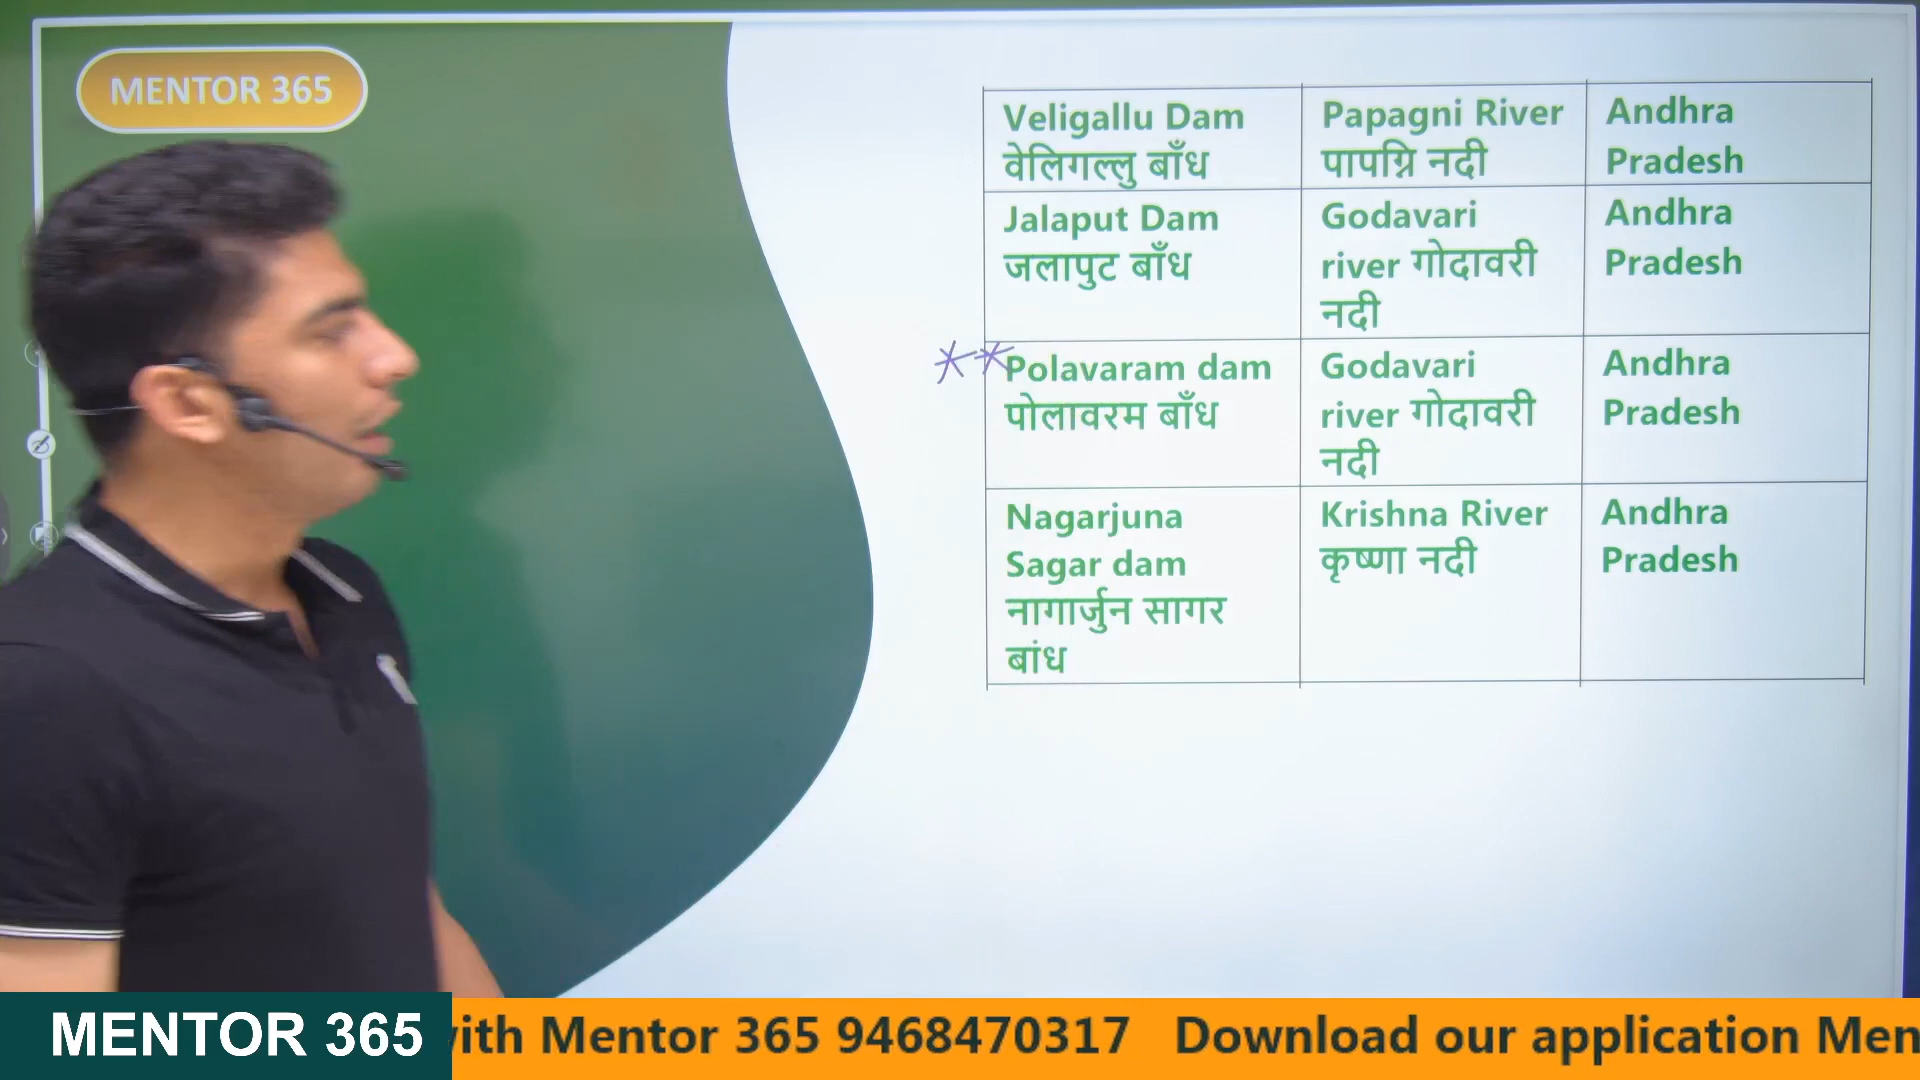 MENTOR 365
Veligallu Dam
वेलिगल्लु बाँध
Papagni River
पापग्नि नदी
Andhra
Pradesh
Jalaput Dam
जलापुट बाँध
Godavari
river गोदावरी
नदी
Andhra
Pradesh
**Polavaram dam
पोलावरम बाँध
Godavari
river गोदावरी
नदी
Andhra
Pradesh
Nagarjuna
Sagar dam
नागार्जुन सागर
बांध
Krishna River
कृष्णा नदी
Andhra
Pradesh
MENTOR 365
with Mentor 365 9468470317 Download our application Men